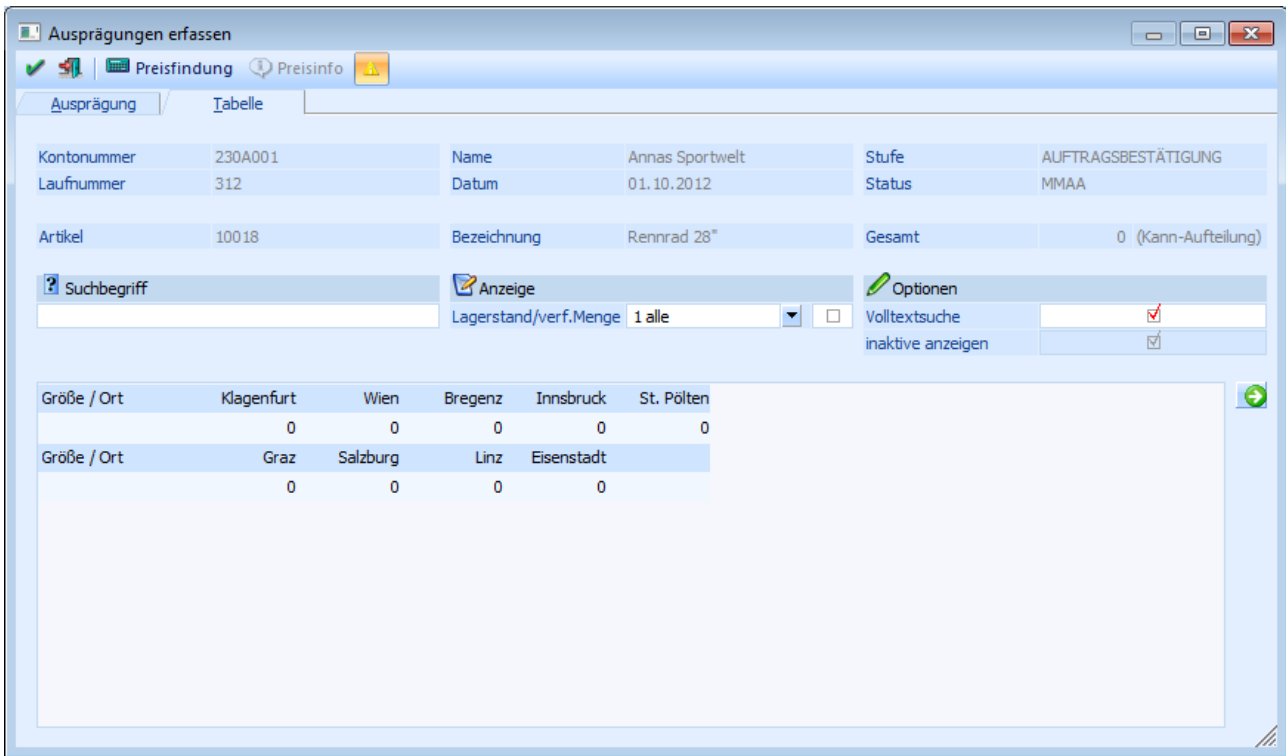 Ausprägungen erfassen
Preisfindung Preisinfo
Ausprägung Tabelle
Kontonummer 230A001 Name Annas Sportwelt Stufe AUFTRAGSBESTÄTIGUNG
Laufnummer 312 Datum 01.10.2012 Status MMAA
Artikel 10018 Bezeichnung Rennrad 28" Gesamt 0 (Kann-Aufteilung)
Suchbegriff Anzeige Optionen
Lagerstand/verf.Menge 1 alle Volltextsuche
inaktive anzeigen
Größe / Ort Klagenfurt Wien Bregenz Innsbruck St. Pölten
0 0 0 0 0
Größe / Ort Graz Salzburg Linz Eisenstadt
0 0 0 0